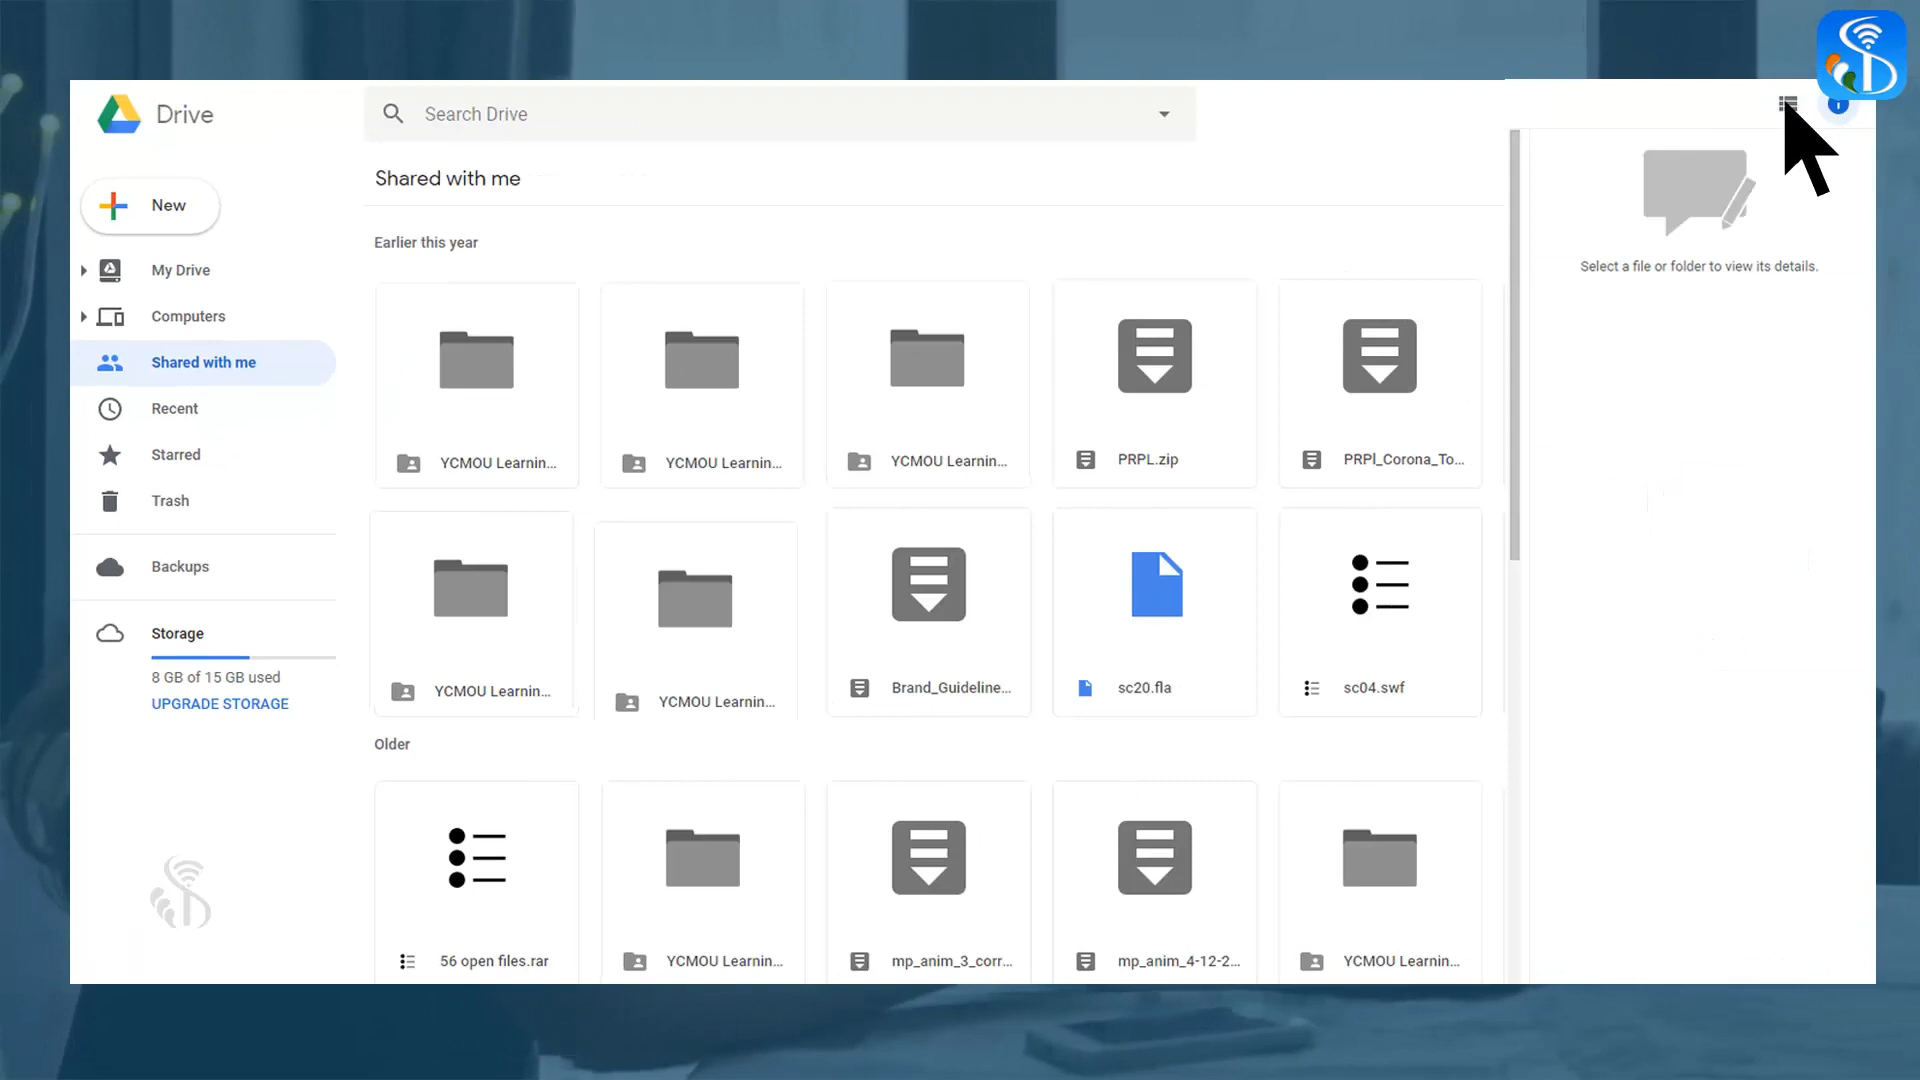 Drive
Search Drive
New
My Drive
Computers
Shared with me
Recent
Starred
Trash
Backups
Storage
8 GB of 15 GB used
UPGRADE STORAGE
Shared with me
Earlier this year
YCMOU Learnin...
YCMOU Learnin...
YCMOU Learnin...
PRPL.zip
PRPl_Corona_To...
YCMOU Learnin...
YCMOU Learnin...
Brand_Guideline...
sc20.fla
sc04.swf
Older
56 open files.rar
YCMOU Learnin...
mp_anim_3_corr...
mp_anim_4-12-2...
YCMOU Learnin...
Select a file or folder to view its details.